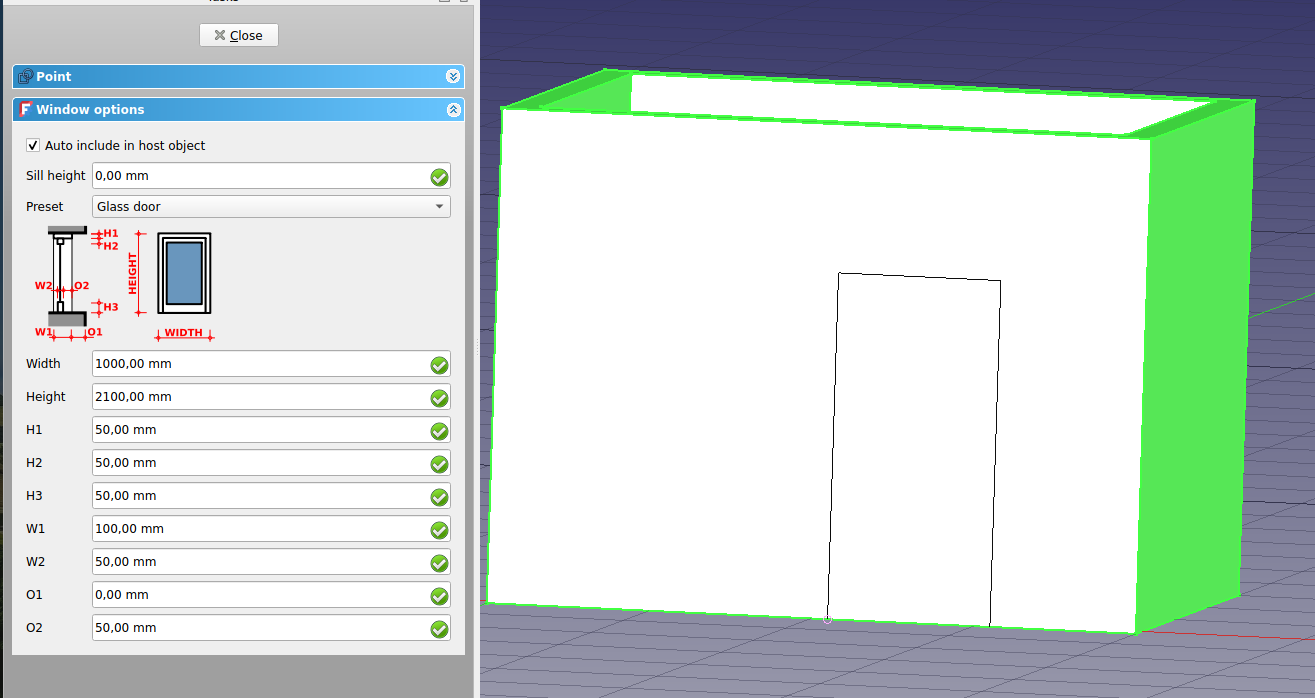 Close
Point
Window options
Auto include in host object
Sill height 0,00 mm
Preset Glass door
H1
H2
HEIGHT
W2 O2
H3
W1 O1
WIDTH
Width 1000,00 mm
Height 2100,00 mm
H1 50,00 mm
H2 50,00 mm
H3 50,00 mm
W1 100,00 mm
W2 50,00 mm
O1 0,00 mm
O2 50,00 mm